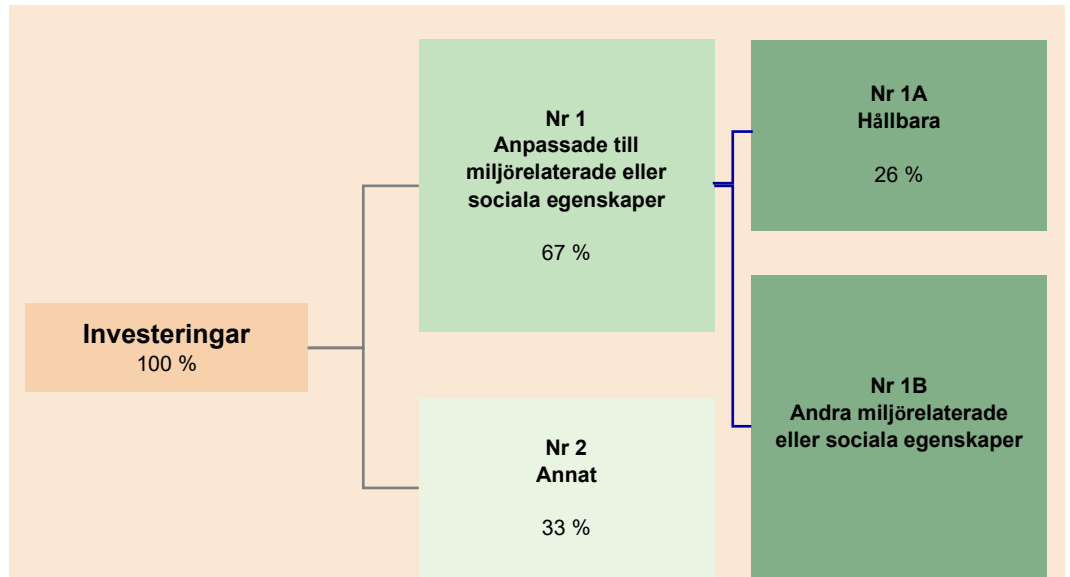 Investeringar
100 %
Nr 1
Anpassade till
miljörelaterade eller
sociala egenskaper
67 %
Nr 2
Annat
33 %
Nr 1A
Hållbara
26 %
Nr 1B
Andra miljörelaterade
eller sociala egenskaper